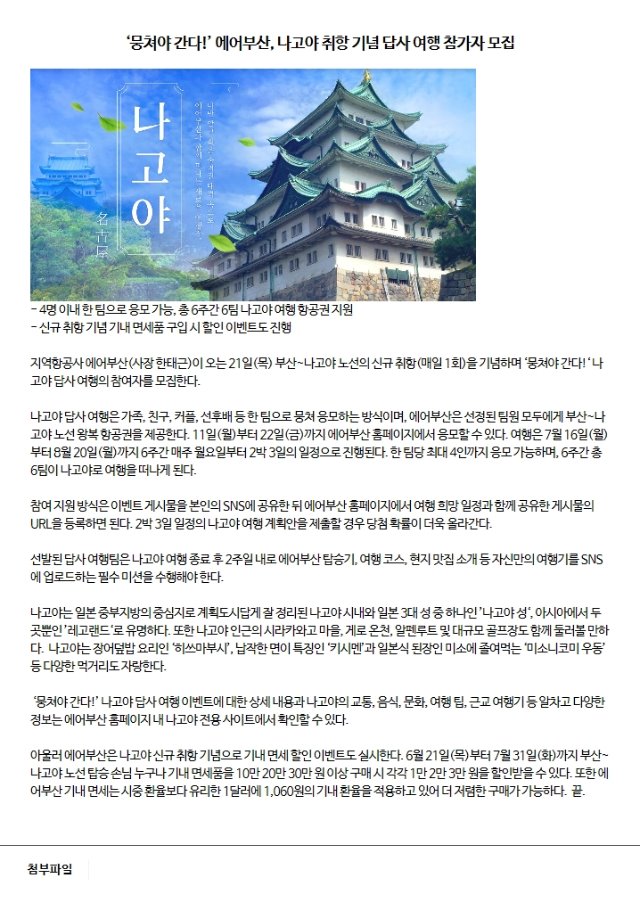 ‘뭉쳐야 간다!’ 에어부산, 나고야 취항 기념 답사 여행 참가자 모집
나고야
名古屋
- 4명 이내 한 팀으로 응모 가능, 총 6주간 6팀 나고야 여행 항공권 지원
- 신규 취항 기념 기내 면세품 구입 시 할인 이벤트도 진행
지역항공사 에어부산(사장 한태근)이 오는 21일(목) 부산~나고야 노선의 신규 취항(매일 1회)을 기념하며 ‘뭉쳐야 간다! ‘ 나
고야 답사 여행의 참여자를 모집한다.
나고야 답사 여행은 가족, 친구, 커플, 선후배 등 한 팀으로 뭉쳐 응모하는 방식이며, 에어부산은 선정된 팀원 모두에게 부산~나
고야 노선 왕복 항공권을 제공한다. 11일(월)부터 22일(금)까지 에어부산 홈페이지에서 응모할 수 있다. 여행은 7월 16일(월)
부터 8월 20일(월)까지 6주간 매주 월요일부터 2박 3일의 일정으로 진행된다. 한 팀당 최대 4인까지 응모 가능하며, 6주간 총
6팀이 나고야로 여행을 떠나게 된다.
참여 지원 방식은 이벤트 게시물을 본인의 SNS에 공유한 뒤 에어부산 홈페이지에서 여행 희망 일정과 함께 공유한 게시물의
URL을 등록하면 된다. 2박 3일 일정의 나고야 여행 계획안을 제출할 경우 당첨 확률이 더욱 올라간다.
선발된 답사 여행팀은 나고야 여행 종료 후 2주일 내로 에어부산 탑승기, 여행 코스, 현지 맛집 소개 등 자신만의 여행기를 SNS
에 업로드하는 필수 미션을 수행해야 한다.
나고야는 일본 중부지방의 중심지로 계획도시답게 잘 정리된 나고야 시내와 일본 3대 성 중 하나인 ’나고야 성‘, 아시아에서 두
곳뿐인 ’레고랜드‘로 유명하다. 또한 나고야 인근의 시라카와고 마을, 게로 온천, 알펜루트 및 대규모 골프장도 함께 둘러볼 만하
다. 나고야는 장어덮밥 요리인 ‘히쓰마부시’, 납작한 면이 특징인 ‘키시멘’과 일본식 된장인 미소에 졸여먹는 ‘미소니코미 우동’
등 다양한 먹거리도 자랑한다.
‘뭉쳐야 간다!’ 나고야 답사 여행 이벤트에 대한 상세 내용과 나고야의 교통, 음식, 문화, 여행 팁, 근교 여행기 등 알차고 다양한
정보는 에어부산 홈페이지 내 나고야 전용 사이트에서 확인할 수 있다.
아울러 에어부산은 나고야 신규 취항 기념으로 기내 면세 할인 이벤트도 실시한다. 6월 21일(목)부터 7월 31일(화)까지 부산~
나고야 노선 탑승 손님 누구나 기내 면세품을 10만 20만 30만 원 이상 구매 시 각각 1만 2만 3만 원을 할인받을 수 있다. 또한 에
어부산 기내 면세는 시중 환율보다 유리한 1달러에 1,060원의 기내 환율을 적용하고 있어 더 저렴한 구매가 가능하다. 끝.
첨부파일